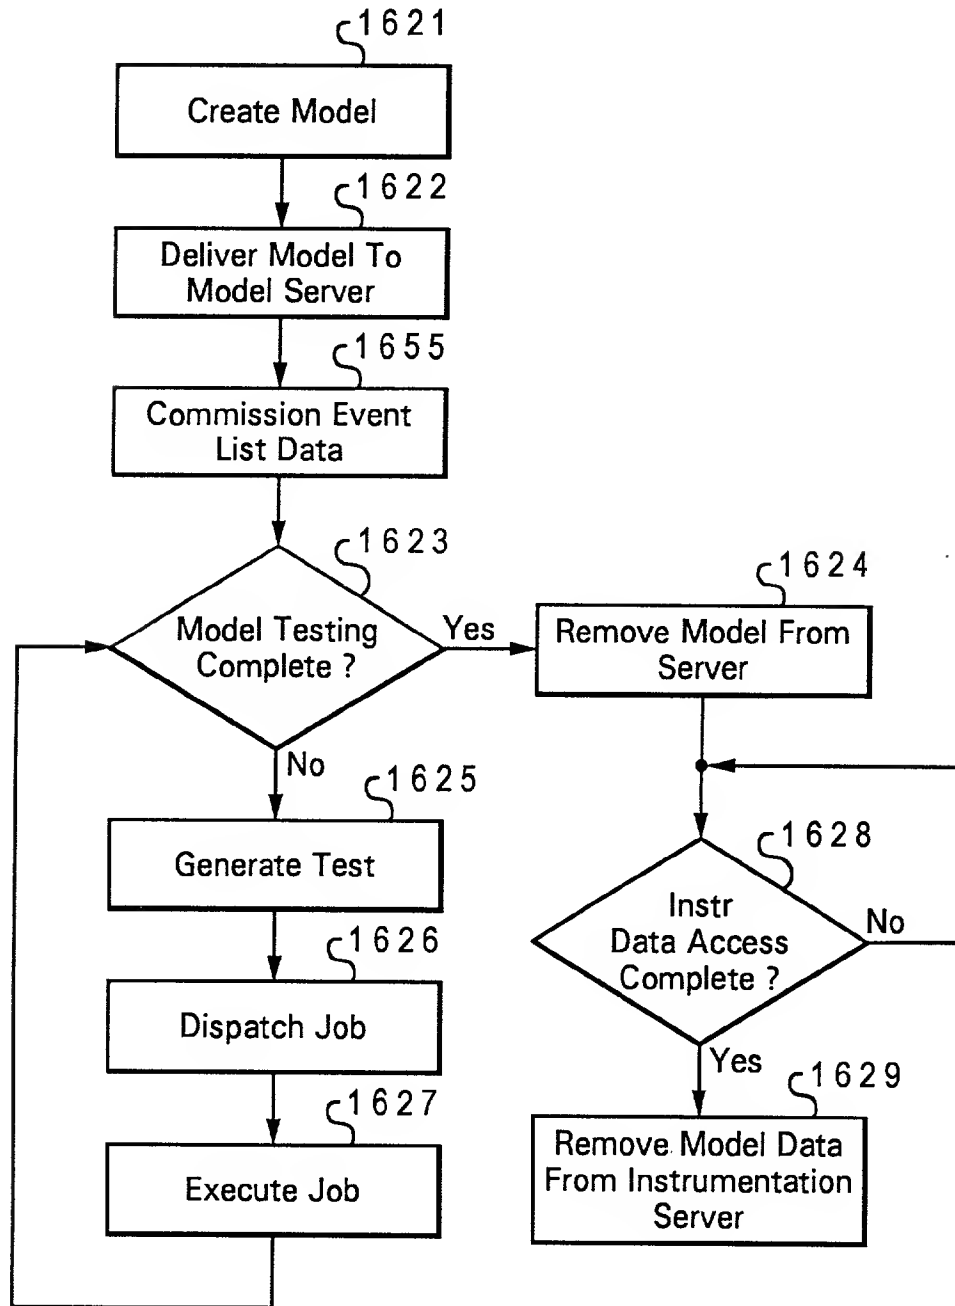 1621
Create Model
1622
Deliver Model To
Model Server
1655
Commission Event
List Data
1623
Model Testing
Complete ?
Yes
No
1624
Remove Model From
Server
1625
Generate Test
1626
Dispatch Job
1627
Execute Job
1628
Instr
Data Access
Complete ?
No
Yes
1629
Remove Model Data
From Instrumentation
Server